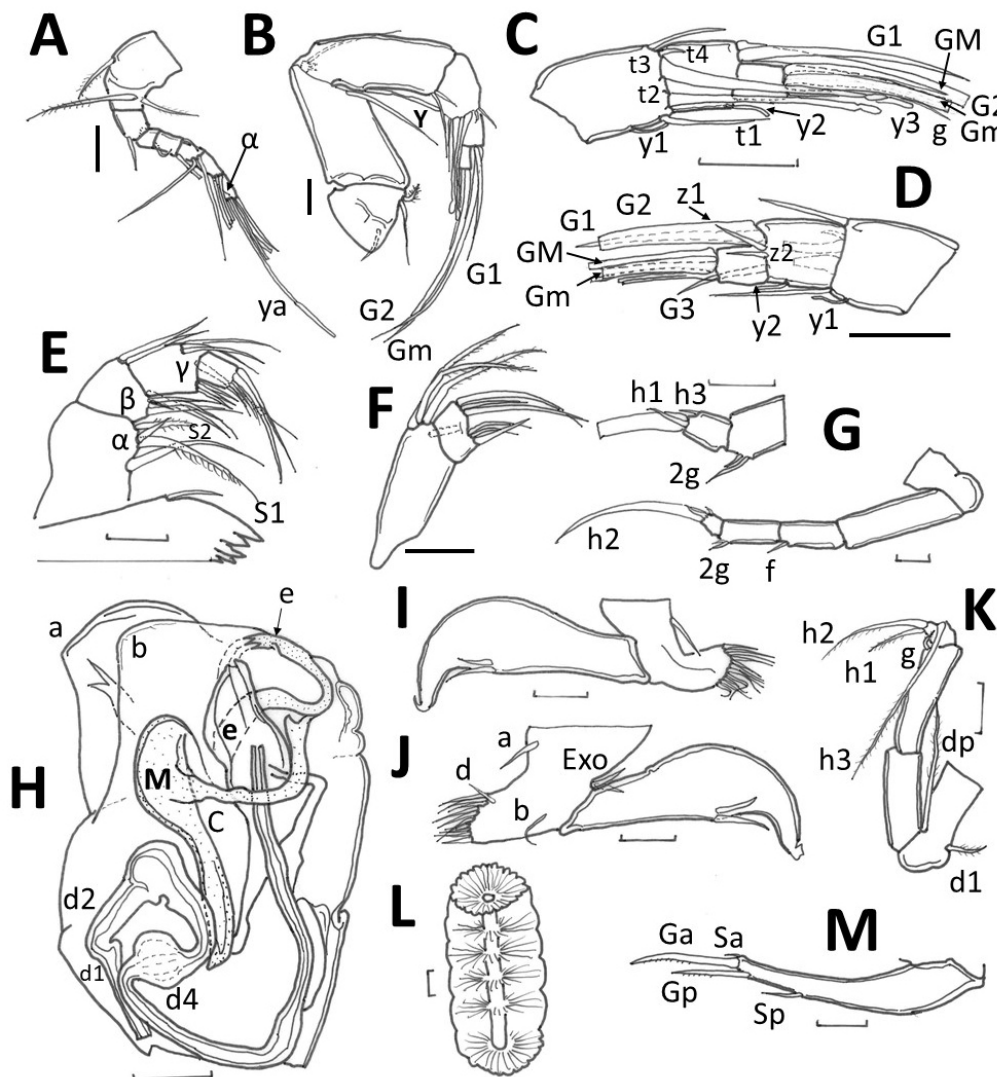 A
α
ya
B
Y
G1
G2
Gm
C
t3
t4
t2
y1
t1
y2
y3
g
G1
GM
G2
Gm
D
z1
G2
G1
GM
Gm
z2
G3
y2
y1
E
γ
β
α
S2
S1
F
G
h1
h3
2g
h2
2g
f
H
a
b
e
e
M
C
d2
d1
d4
I
J
a
d
b
Exo
K
h2
h1
g
h3
dp
d1
L
M
Ga
Sa
Gp
Sp